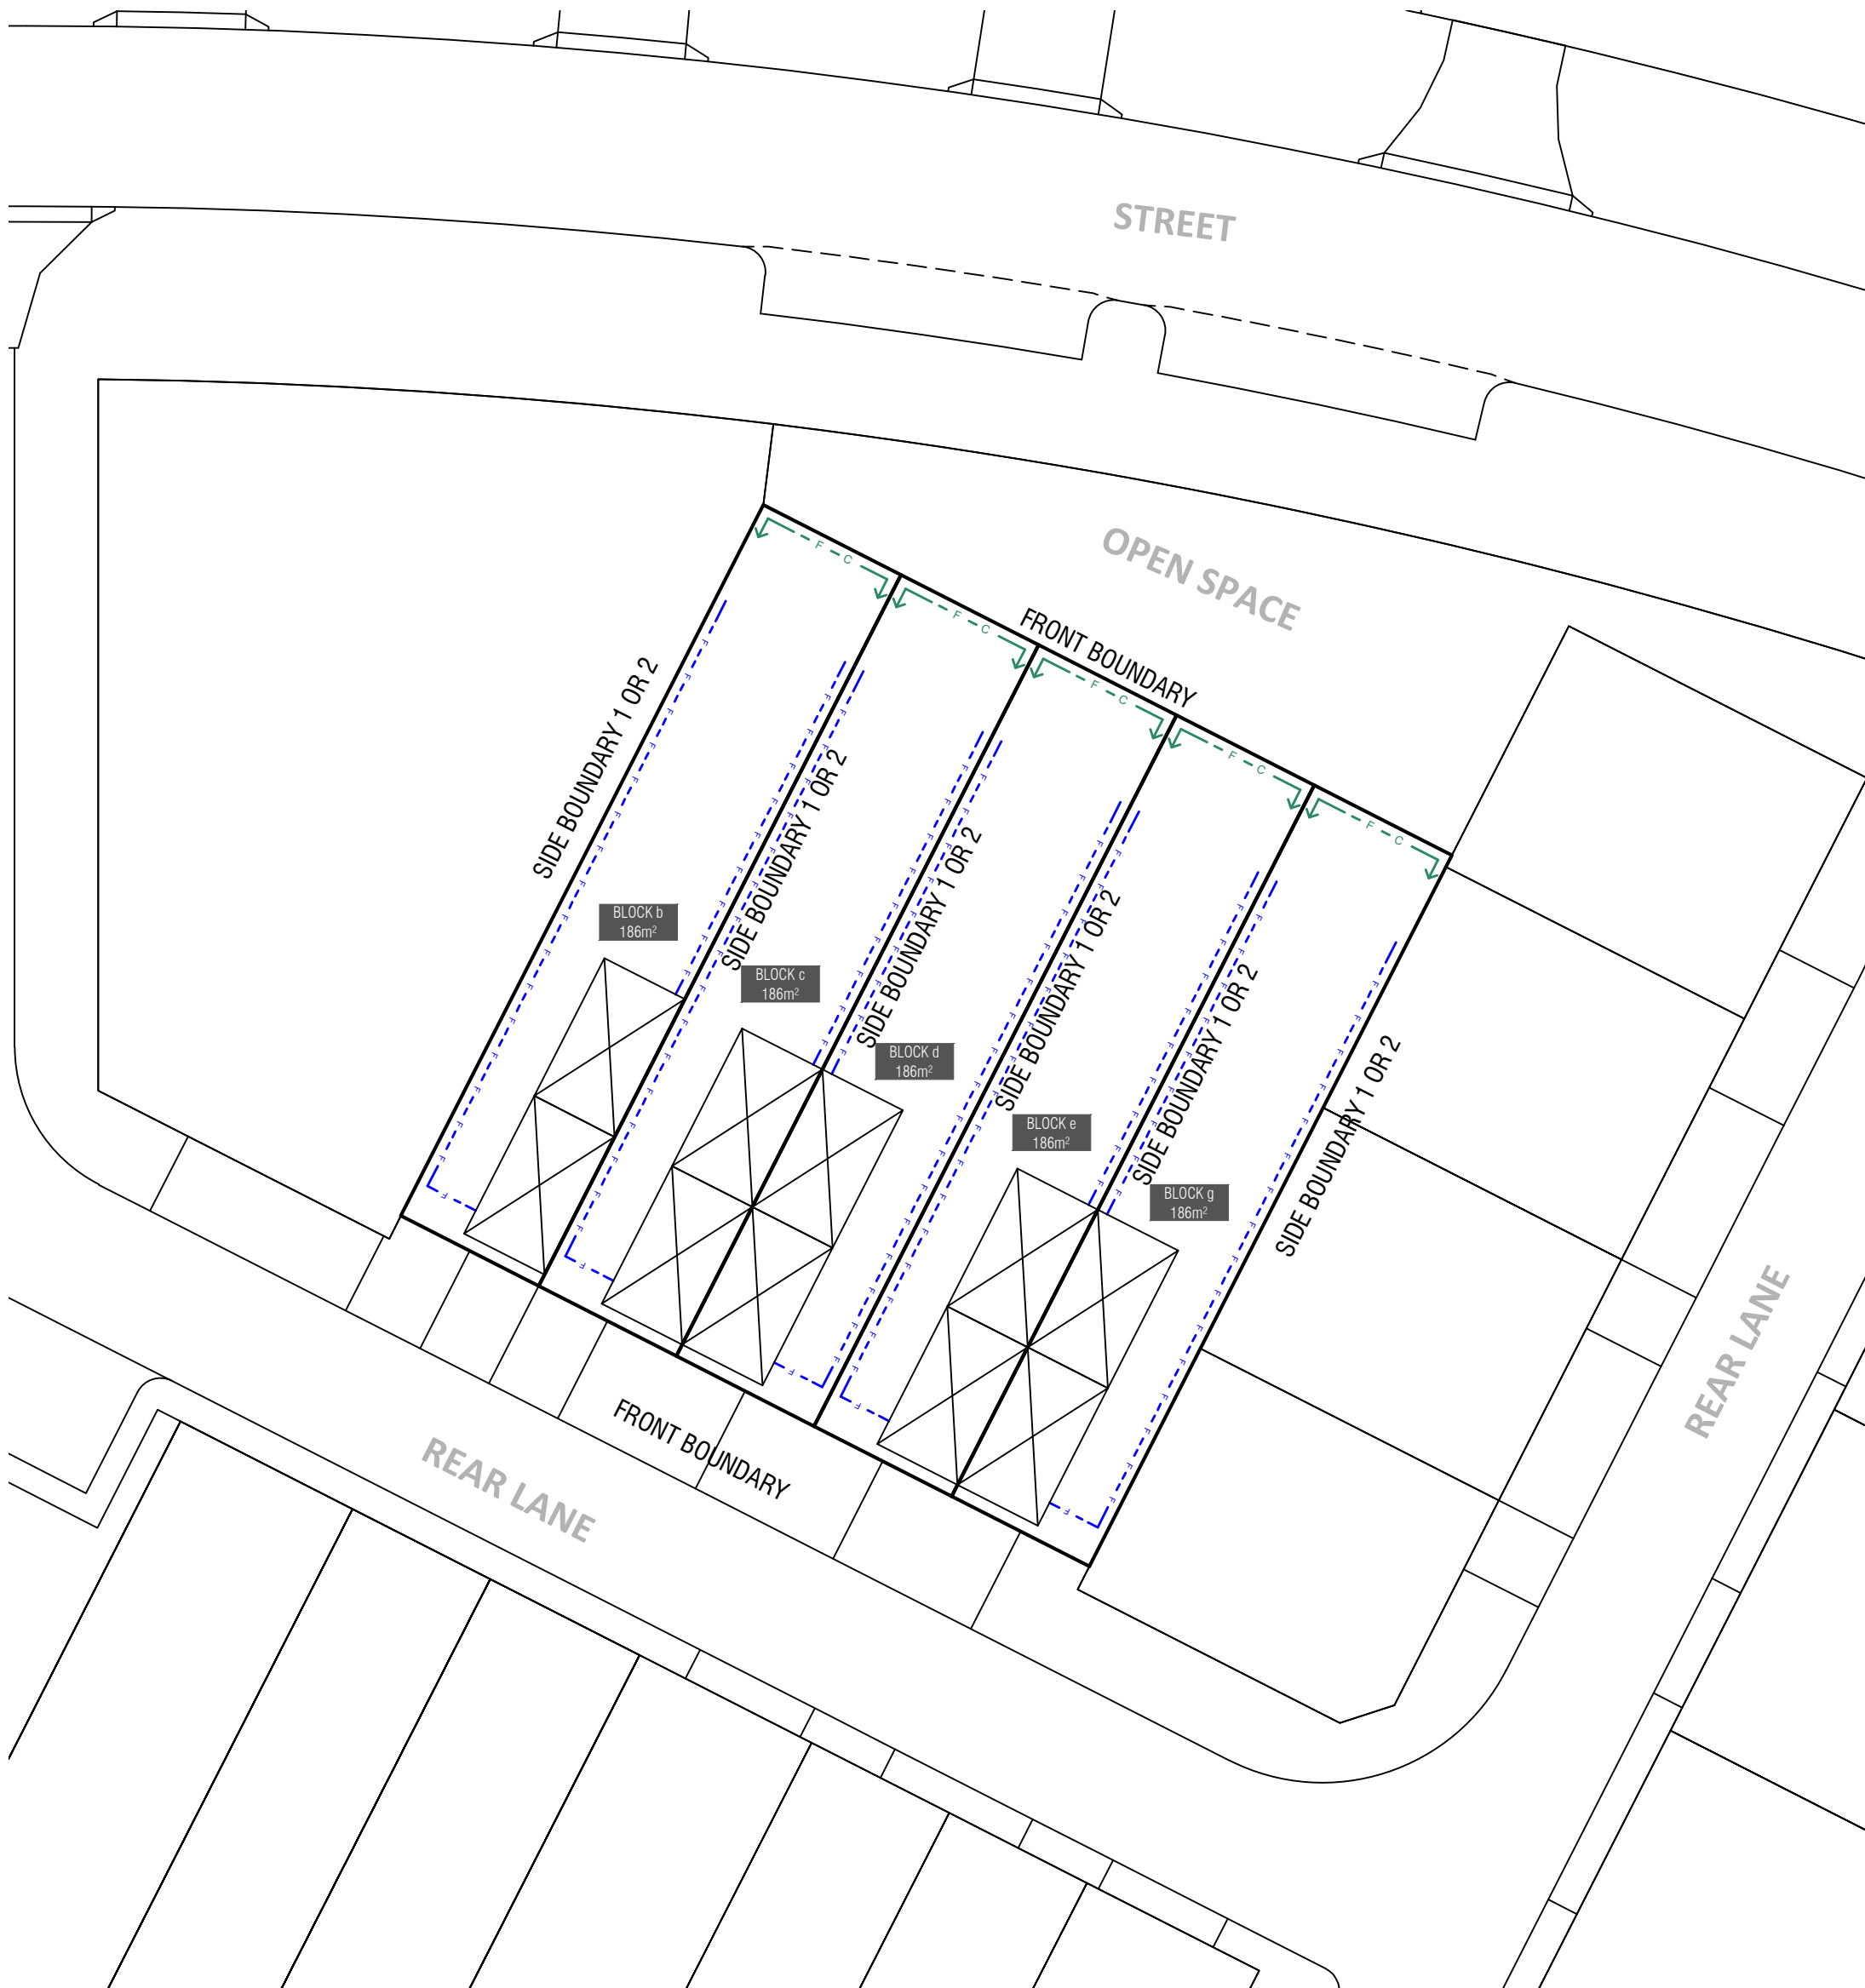 STREET
OPEN SPACE
F C
F C
FRONT BOUNDARY
F C
F C
F C
SIDE BOUNDARY 1 OR 2
SIDE BOUNDARY 1 OR 2
SIDE BOUNDARY 1 OR 2
SIDE BOUNDARY 1 OR 2
SIDE BOUNDARY 1 OR 2
SIDE BOUNDARY 1 OR 2
BLOCK b
186m²
BLOCK c
186m²
BLOCK d
186m²
BLOCK e
186m²
BLOCK g
186m²
REAR LANE
FRONT BOUNDARY
REAR LANE